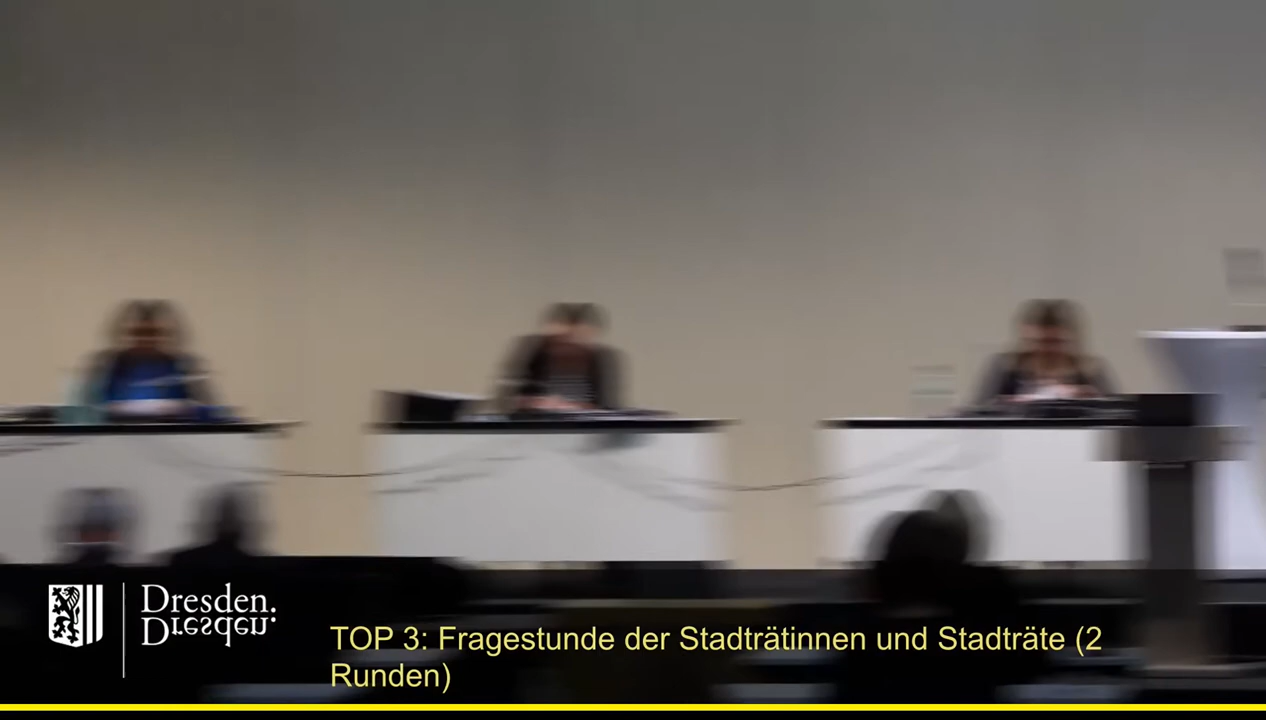 Dresden.
Dresden.
TOP 3: Fragestunde der Stadträtinnen und Stadträte (2
Runden)